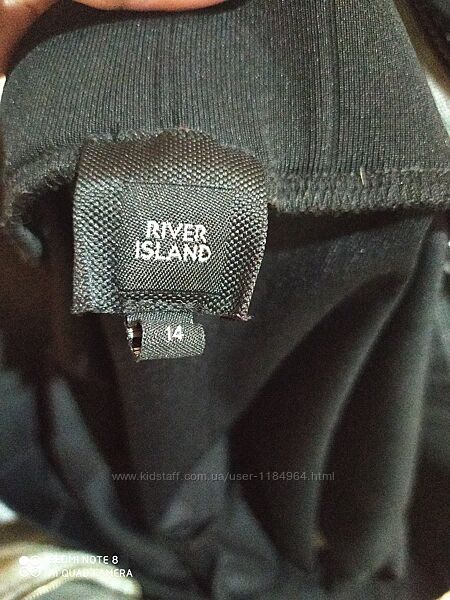 RIVER
ISLAND
14
www.kidstaff.com.ua/user-1184964.html
REDMI NOTE 8
AI QUAD CAMERA